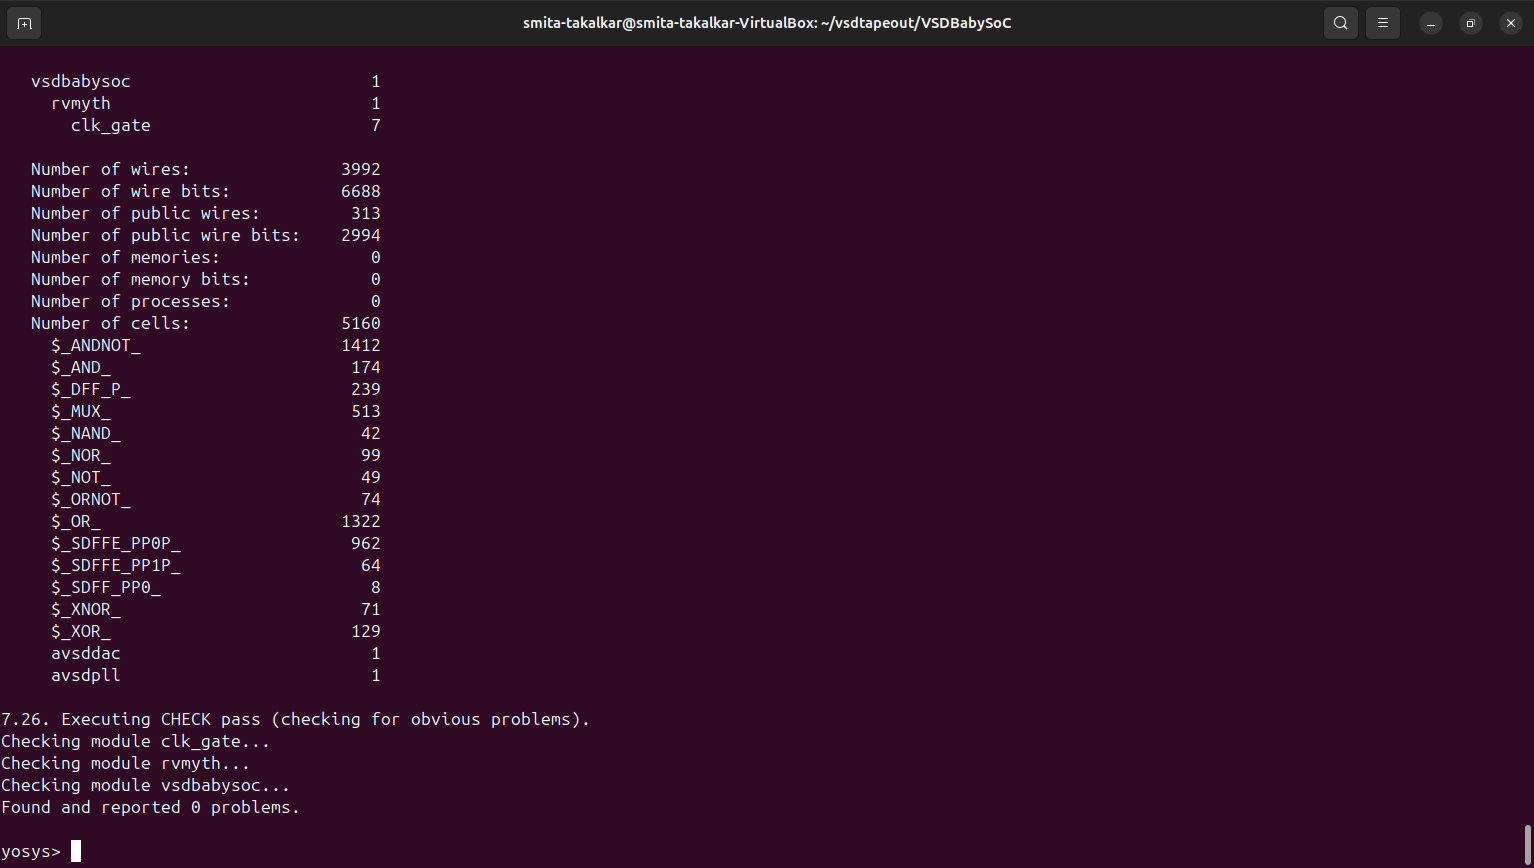 smita-takalkar@smita-takalkar-VirtualBox: ~/vsdtapeout/VSDBabySoC
vsdbabysoc 1
rvmyth 1
clk_gate 7
Number of wires: 3992
Number of wire bits: 6688
Number of public wires: 313
Number of public wire bits: 2994
Number of memories: 0
Number of memory bits: 0
Number of processes: 0
Number of cells: 5160
$_ANDNOT_ 1412
$_AND_ 174
$_DFF_P_ 239
$_MUX_ 513
$_NAND_ 42
$_NOR_ 99
$_NOT_ 49
$_ORNOT_ 74
$_OR_ 1322
$_SDFFE_PP0P_ 962
$_SDFFE_PP1P_ 64
$_SDFF_PP0_ 8
$_XNOR_ 71
$_XOR_ 129
avsddac 1
avsdpll 1
7.26. Executing CHECK pass (checking for obvious problems).
Checking module clk_gate...
Checking module rvmyth...
Checking module vsdbabysoc...
Found and reported 0 problems.
yosys>